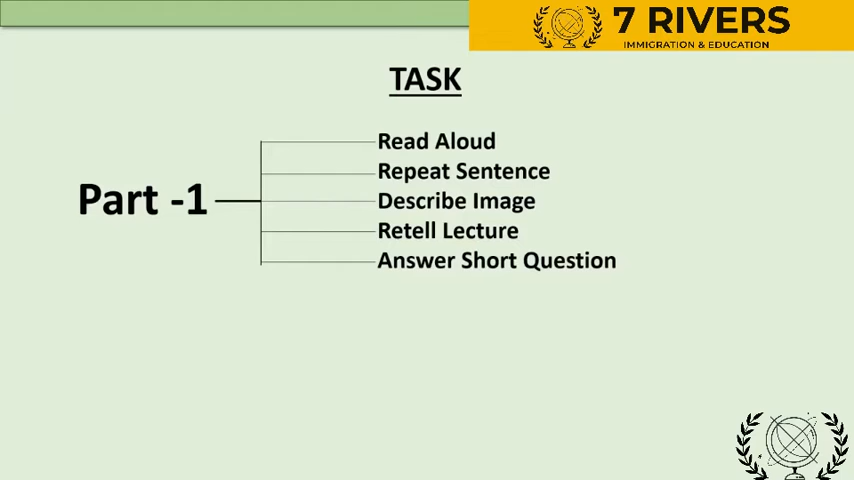 7 RIVERS
IMMIGRATION & EDUCATION
TASK
Part -1
Read Aloud
Repeat Sentence
Describe Image
Retell Lecture
Answer Short Question